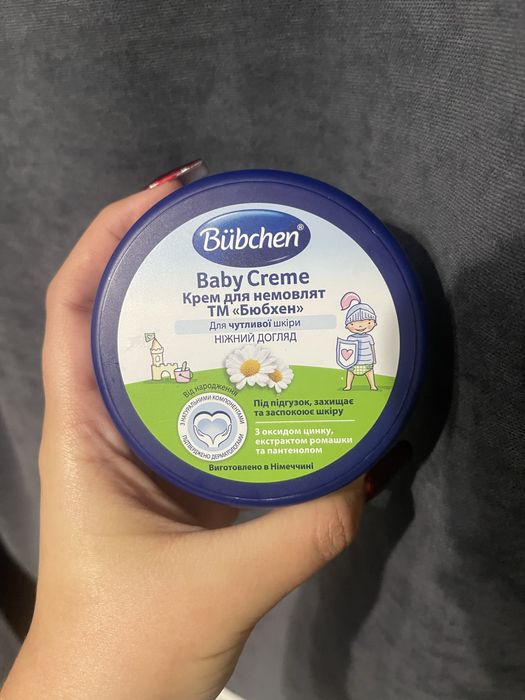 Bübchen®
Baby Creme
Крем для немовлят
ТМ «Бюбхен»
Для чутливої шкіри
НІЖНИЙ ДОГЛЯД
Від народження
З НАТУРАЛЬНИМИ КОМПОНЕНТАМИ
ПІДТВЕРДЖЕНО ДЕРМАТОЛОГАМИ
Під підгузок, захищає
та заспокоює шкіру
З оксидом цинку,
екстрактом ромашки
та пантенолом
Виготовлено в Німеччині